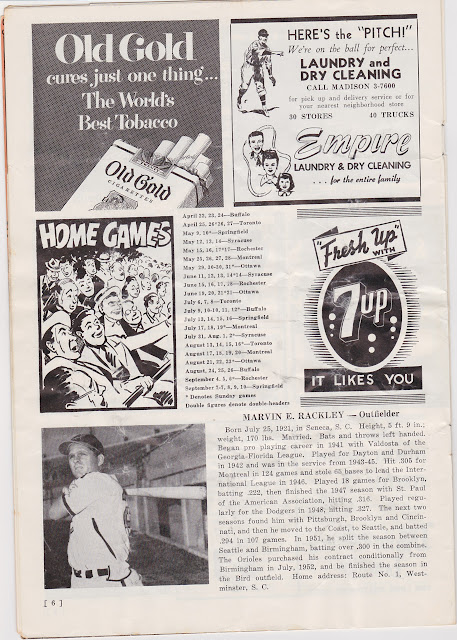 Old Gold
cures just one thing...
The World's
Best Tobacco
Old Gold
CIGARETTES
HERE'S the "PITCH!"
We're on the ball for perfect...
LAUNDRY and
DRY CLEANING
CALL MADISON 3-7600
for pick up and delivery service or for
your nearest neighborhood store
30 STORES 40 TRUCKS
Empire
LAUNDRY & DRY CLEANING
...for the entire family
HOME GAMES
April 22, 23, 24—Buffalo
April 25, 26*26, 27—Toronto
May 9, 10*—Springfield
May 12, 13, 14—Syracuse
May 15, 16, 17*17—Rochester
May 25, 26, 27, 28—Montreal
May 29, 30-30, 31*—Ottawa
June 11, 12, 13, 14*14—Syracuse
June 15, 16, 17, 18—Rochester
June 19, 20, 21*21—Ottawa
July 4, 7, 8—Toronto
July 9, 10-10, 11, 12*—Buffalo
July 13, 14, 15, 16—Springfield
July 17, 18, 19*—Montreal
July 31, Aug. 1, 2*—Syracuse
August 13, 14, 15, 16*—Toronto
August 17, 18, 19, 20—Montreal
August 21, 22, 23*—Ottawa
August, 24, 25, 26—Buffalo
September 4, 5, 6*—Rochester
September 7-7, 8, 9, 10—Springfield
* Denotes Sunday games
Double figures denote double-headers
"Fresh Up"
WITH
7up
IT LIKES YOU
MARVIN E. RACKLEY — Outfielder
Born July 25, 1921, in Seneca, S. C. Height, 5 ft. 9 in.;
weight, 170 lbs. Married. Bats and throws left handed.
Began pro playing career in 1941 with Valdosta of the
Georgia-Florida League. Played for Dayton and Durham
in 1942 and was in the service from 1943-45. Hit .305 for
Montreal in 124 games and stole 65 bases to lead the Inter-
national League in 1946. Played 18 games for Brooklyn,
batting .222, then finished the 1947 season with St. Paul
of the American Association, hitting .316. Played regu-
larly for the Dodgers in 1948, hitting .327. The next two
seasons found him with Pittsburgh, Brooklyn and Cincin-
nati, and then he moved to the Coast, to Seattle, and batted
.294 in 107 games. In 1951, he split the season between
Seattle and Birmingham, batting over .300 in the combine.
The Orioles purchased his contract conditionally from
Birmingham in July, 1952, and he finished the season in
the Bird outfield. Home address: Route No. 1, West-
minster, S. C.
[ 6 ]